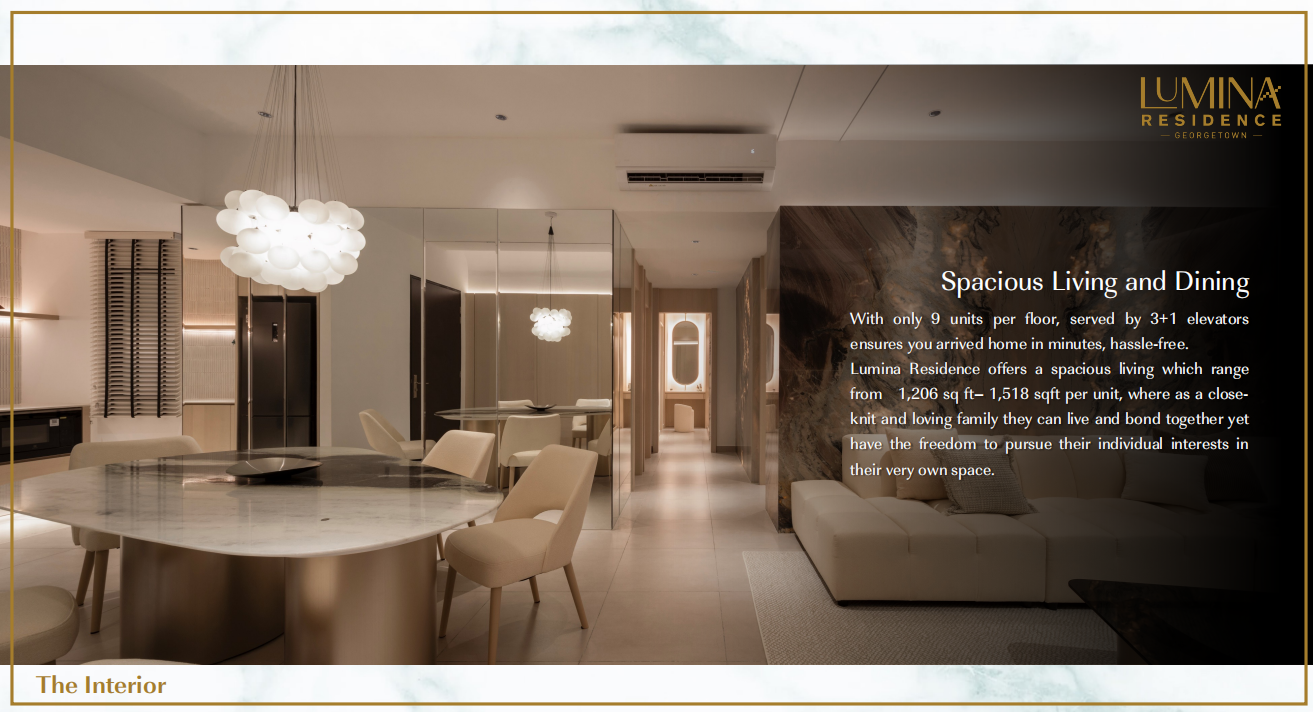 LUMINA
RESIDENCE
GEORGETOWN
Spacious Living and Dining
With only 9 units per floor, served by 3+1 elevators
ensures you arrived home in minutes, hassle-free.
Lumina Residence offers a spacious living which range
from 1,206 sq ft– 1,518 sqft per unit, where as a close-
knit and loving family they can live and bond together yet
have the freedom to pursue their individual interests in
their very own space.
The Interior